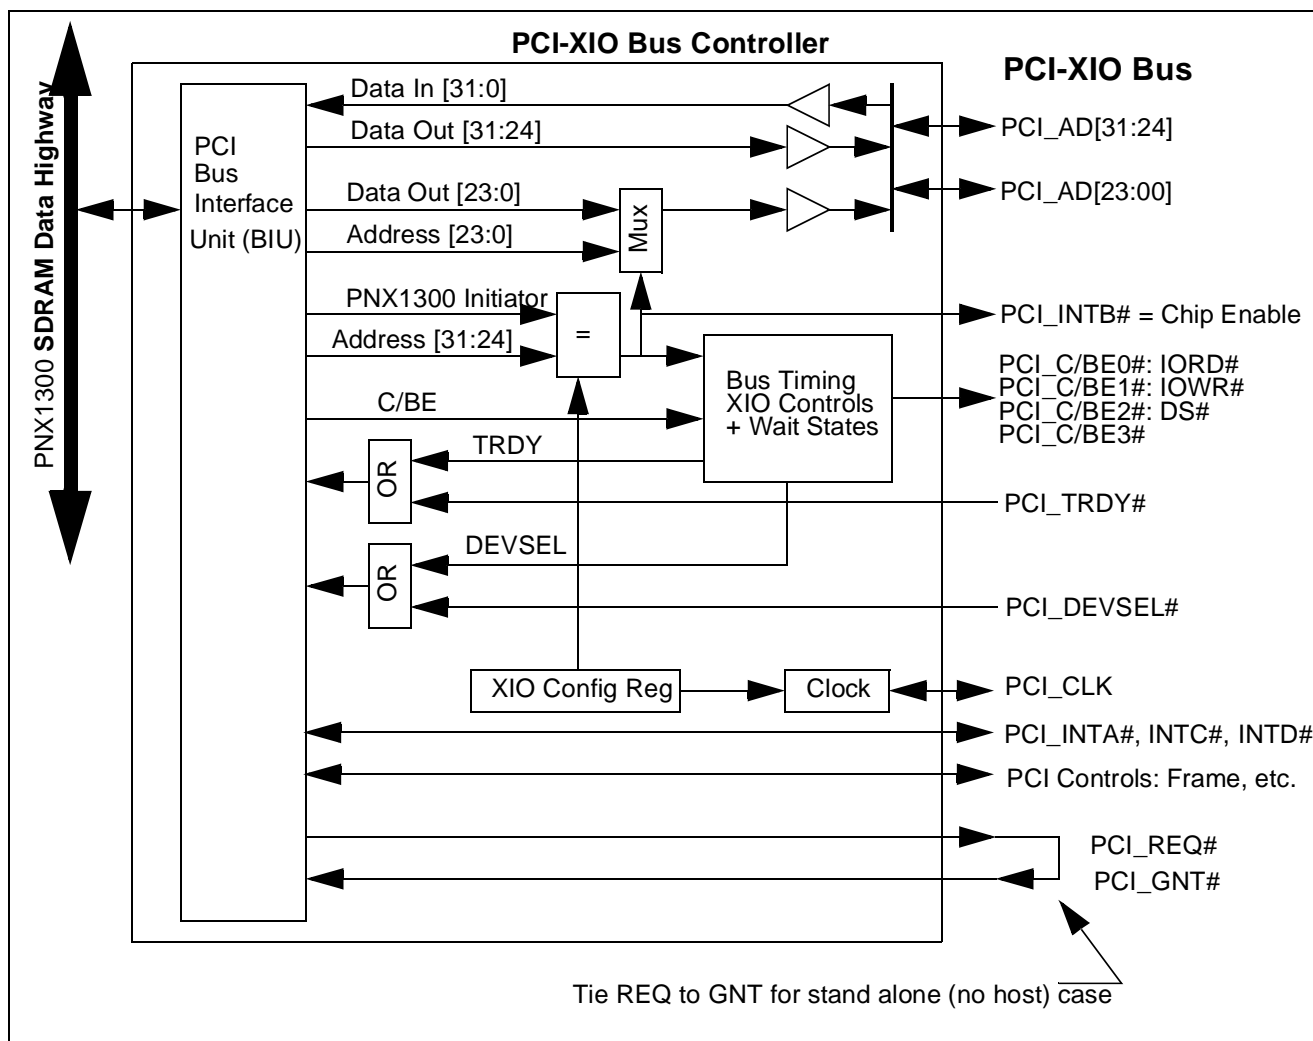 PCI-XIO Bus Controller
PCI-XIO Bus
PNX1300 SDRAM Data Highway
PCI
Bus
Interface
Unit (BIU)
Data In [31:0]
Data Out [31:24]
Data Out [23:0]
Address [23:0]
Mux
PNX1300 Initiator
Address [31:24]
=
C/BE
TRDY
OR
DEVSEL
OR
Bus Timing
XIO Controls
+ Wait States
XIO Config Reg
Clock
PCI_AD[31:24]
PCI_AD[23:00]
PCI_INTB# = Chip Enable
PCI_C/BE0#: IORD#
PCI_C/BE1#: IOWR#
PCI_C/BE2#: DS#
PCI_C/BE3#
PCI_TRDY#
PCI_DEVSEL#
PCI_CLK
PCI_INTA#, INTC#, INTD#
PCI Controls: Frame, etc.
PCI_REQ#
PCI_GNT#
Tie REQ to GNT for stand alone (no host) case